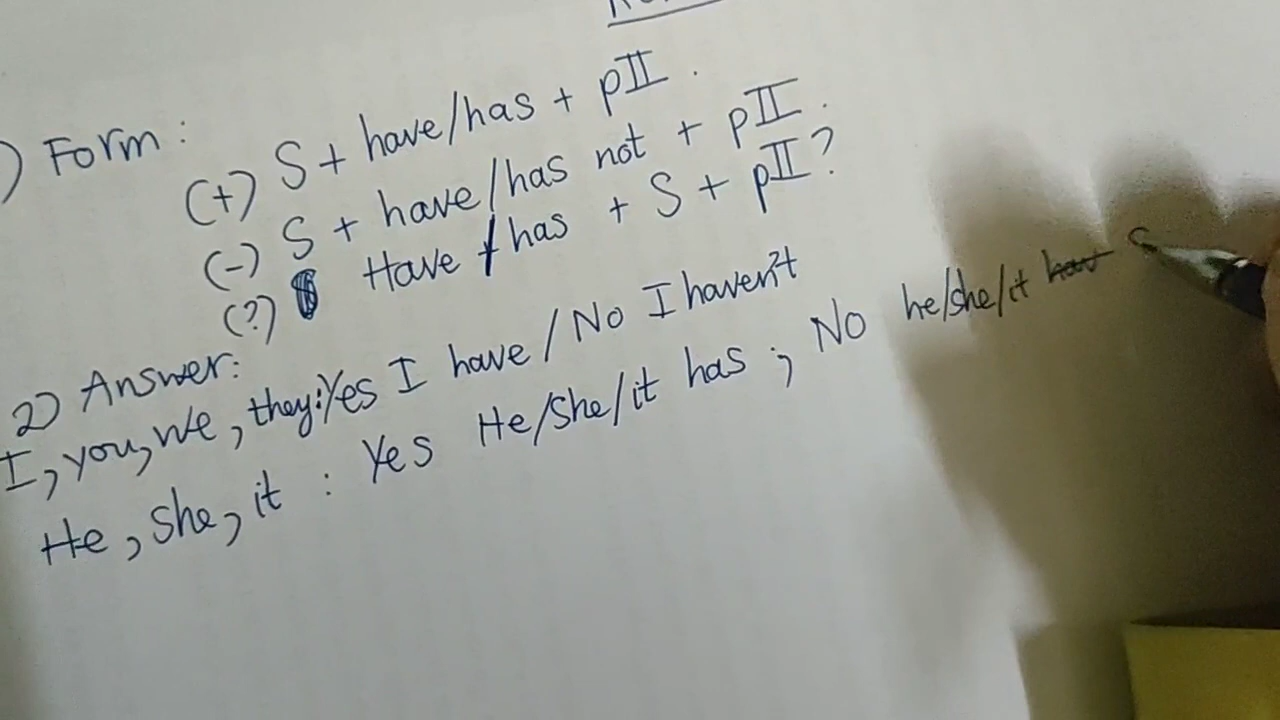 ) Form:
(+) S + have/has + pII.
(-) S + have/has not + pII.
(?) Have / has + S + pII?
2) Answer:
I, you, we, they: Yes I have / No I haven't
He, she, it : Yes He/She/it has ; No he/she/it